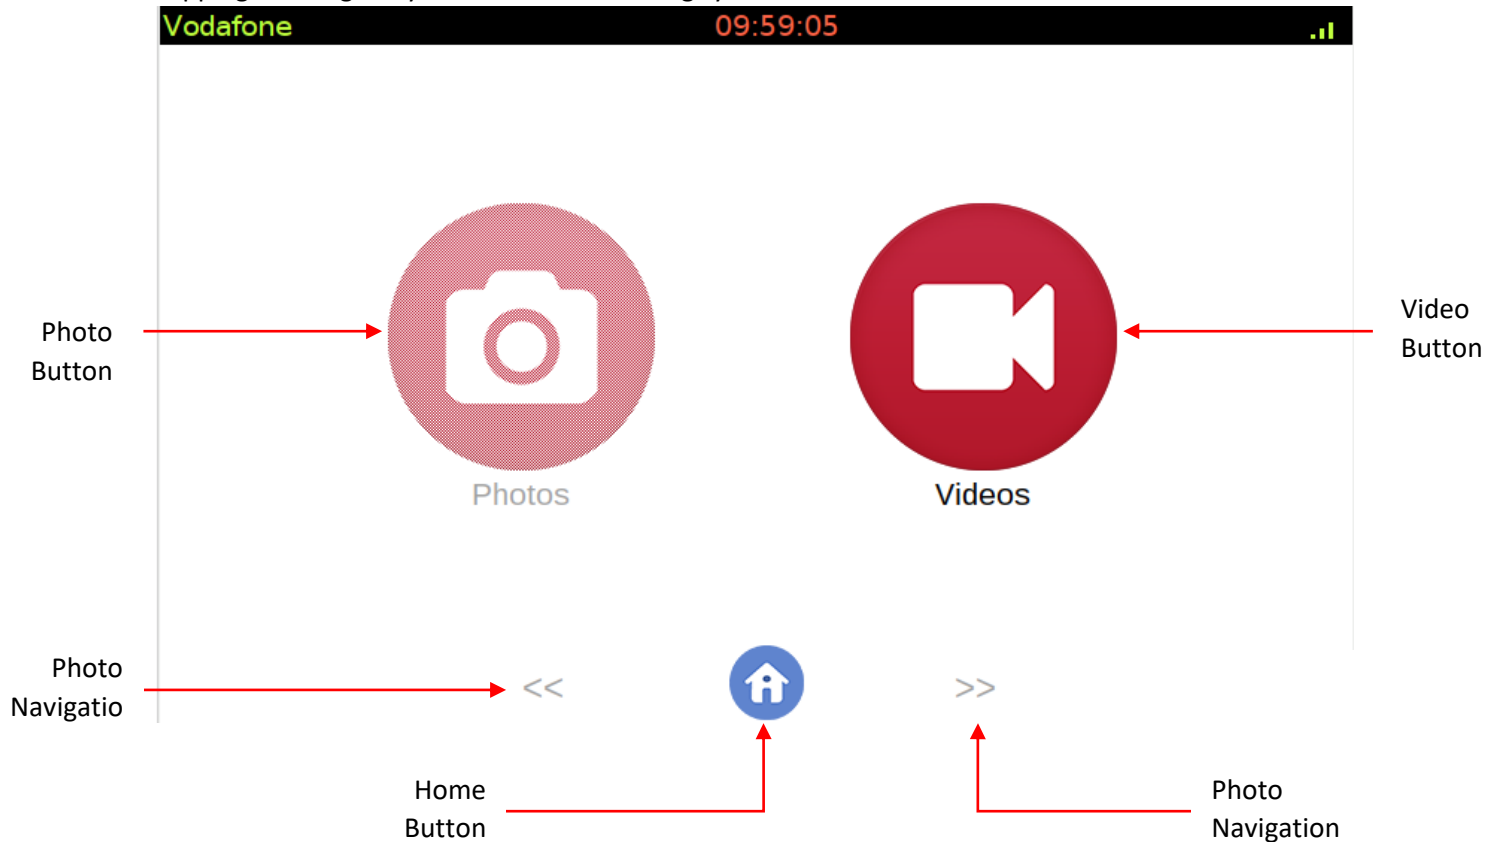 Vodafone 09:59:05
Photo
Button
Video
Button
Photos
Videos
Photo
Navigatio
<<
>>
Home
Button
Photo
Navigation